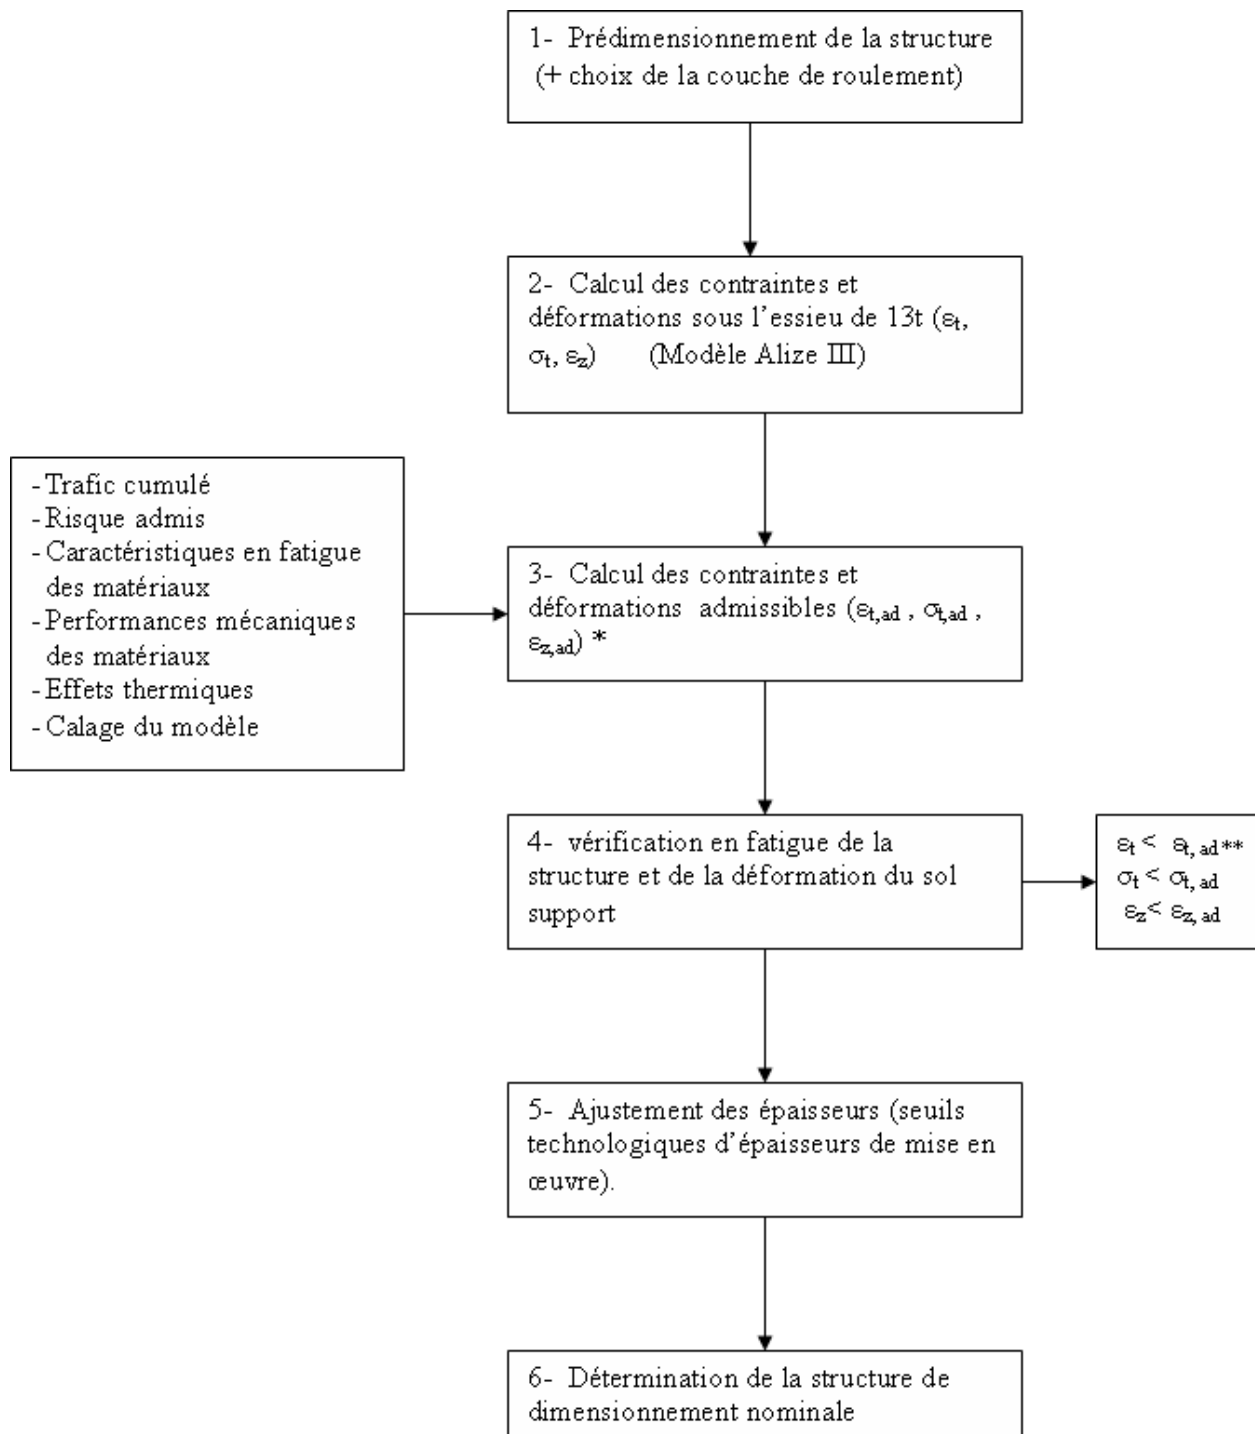 1- Prédimensionnement de la structure
(+ choix de la couche de roulement)
2- Calcul des contraintes et
déformations sous l'essieu de 13t (εt,
σt, εz) (Modèle Alize III)
- Trafic cumulé
- Risque admis
- Caractéristiques en fatigue
des matériaux
- Performances mécaniques
des matériaux
- Effets thermiques
- Calage du modèle
3- Calcul des contraintes et
déformations admissibles (εt,ad , σt,ad ,
εz,ad) *
4- vérification en fatigue de la
structure et de la déformation du sol
support
εt < εt, ad**
σt < σt, ad
εz < εz, ad
5- Ajustement des épaisseurs (seuils
technologiques d'épaisseurs de mise en
œuvre).
6- Détermination de la structure de
dimensionnement nominale